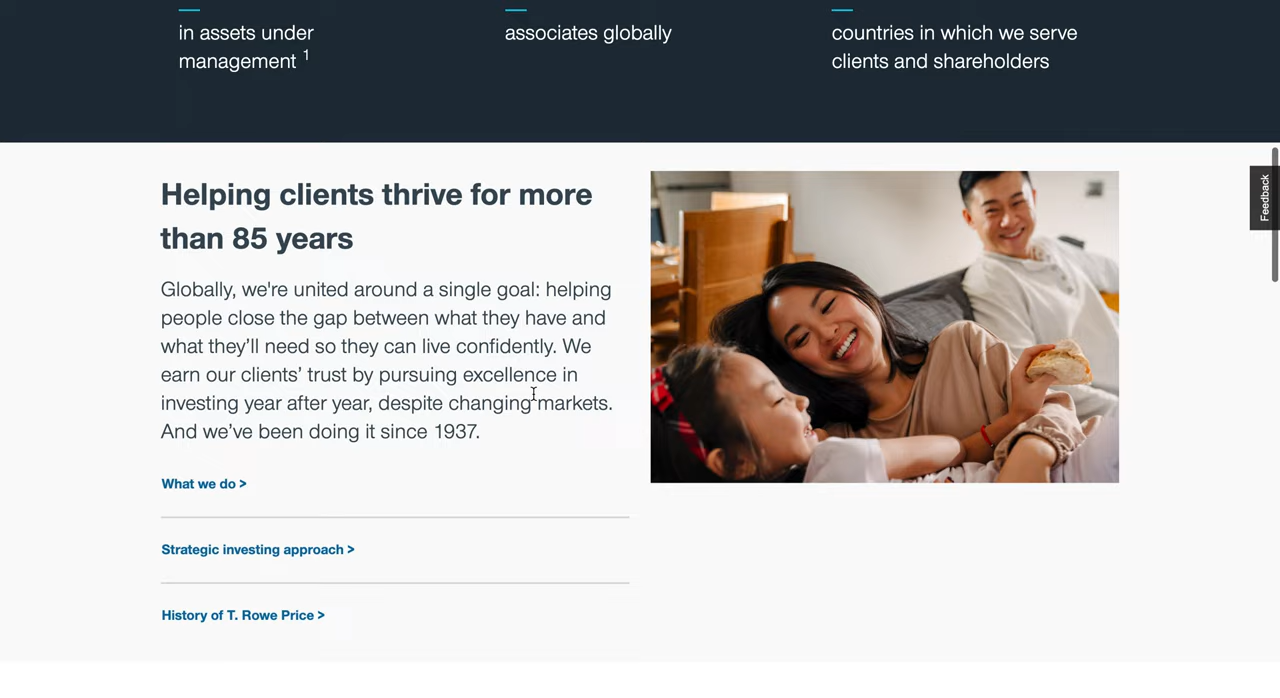 in assets under
management 1
associates globally
countries in which we serve
clients and shareholders
Feedback
Helping clients thrive for more
than 85 years
Globally, we're united around a single goal: helping
people close the gap between what they have and
what they’ll need so they can live confidently. We
earn our clients’ trust by pursuing excellence in
investing year after year, despite changing markets.
And we’ve been doing it since 1937.
What we do >
Strategic investing approach >
History of T. Rowe Price >